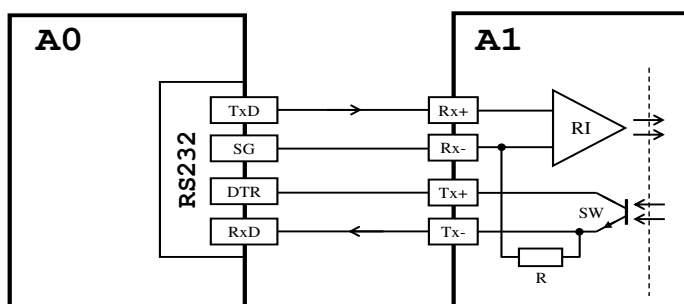 A0
A1
RS232
TxD
Rx+
RI
SG
Rx-
DTR
Tx+
SW
RxD
Tx-
R